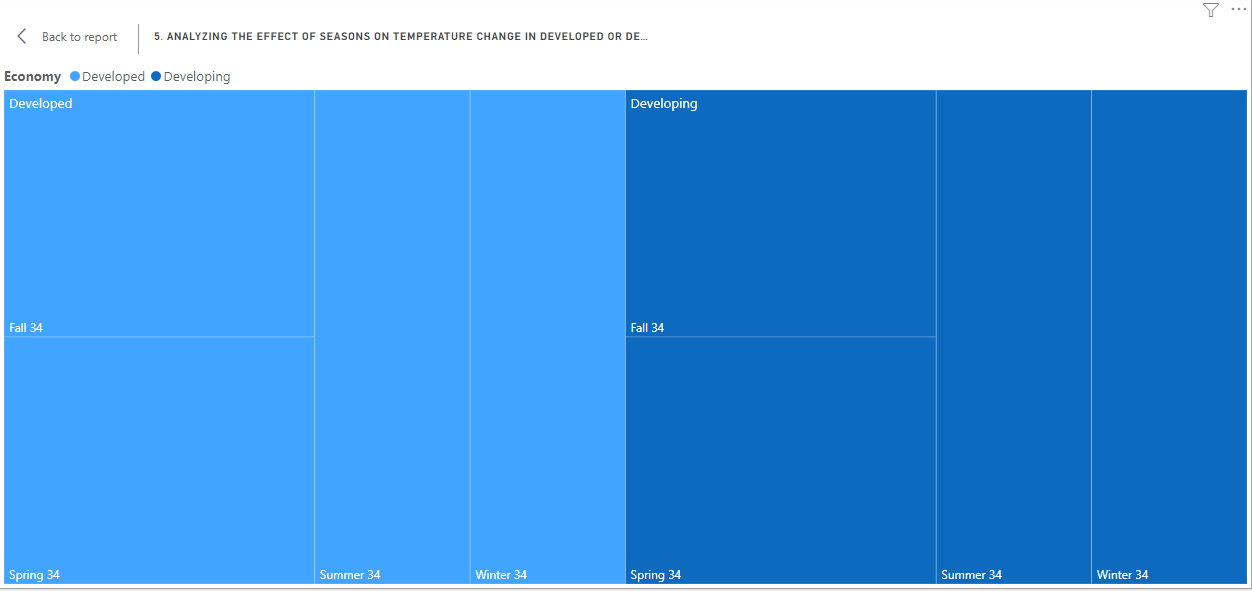 Back to report
5. ANALYZING THE EFFECT OF SEASONS ON TEMPERATURE CHANGE IN DEVELOPED OR DE...
Economy Developed Developing
Developed
Fall 34
Spring 34
Summer 34
Winter 34
Developing
Fall 34
Spring 34
Summer 34
Winter 34